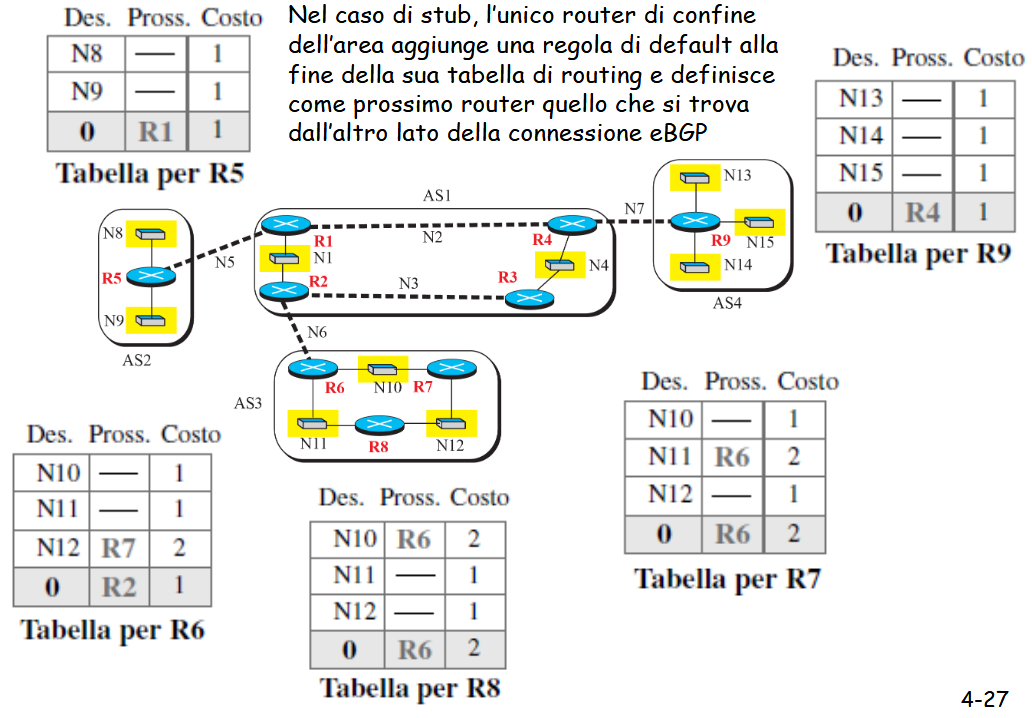 Des. Pross. Costo
N8 — 1
N9 — 1
0 R1 1
Tabella per R5
Nel caso di stub, l’unico router di confine
dell’area aggiunge una regola di default alla
fine della sua tabella di routing e definisce
come prossimo router quello che si trova
dall’altro lato della connessione eBGP
Des. Pross. Costo
N13 — 1
N14 — 1
N15 — 1
0 R4 1
Tabella per R9
AS1
N8
R5
N9
AS2
N5
R1
N1
R2
N2
N3
R4
R3
N4
N7
N13
R9
N15
N14
AS4
N6
AS3
R6
N10
R7
N11
R8
N12
Des. Pross. Costo
N10 — 1
N11 — 1
N12 R7 2
0 R2 1
Tabella per R6
Des. Pross. Costo
N10 R6 2
N11 — 1
N12 — 1
0 R6 2
Tabella per R8
Des. Pross. Costo
N10 — 1
N11 R6 2
N12 — 1
0 R6 2
Tabella per R7
4-27